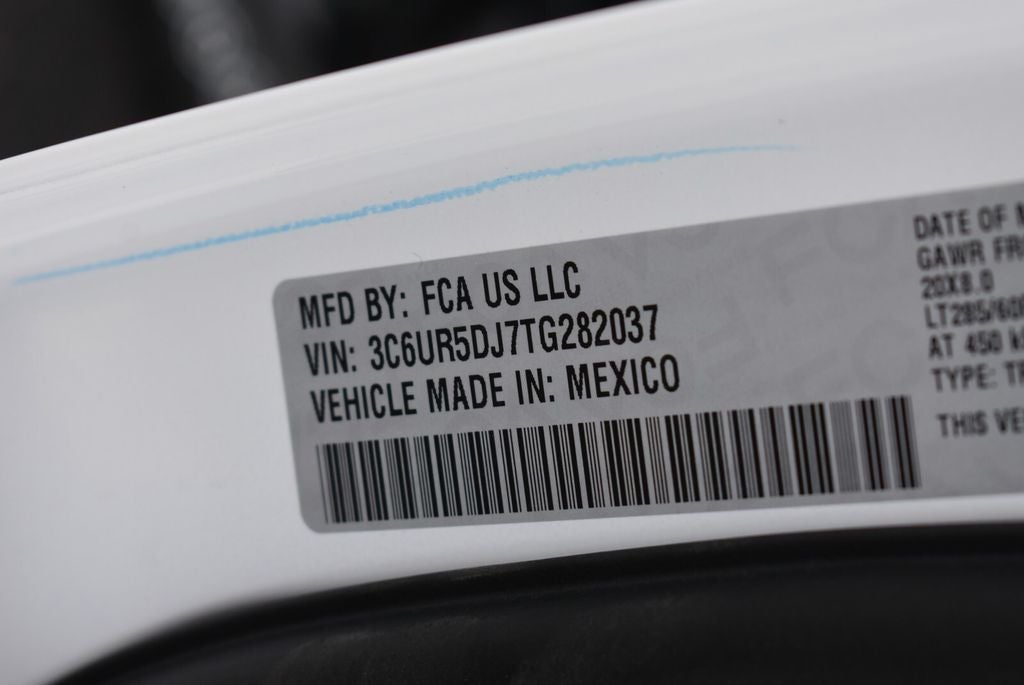 MFD BY: FCA US LLC
VIN: 3C6UR5DJ7TG282037
VEHICLE MADE IN: MEXICO
DATE OF
GAWR
20X8.0
AT 450
TYPE:
THIS